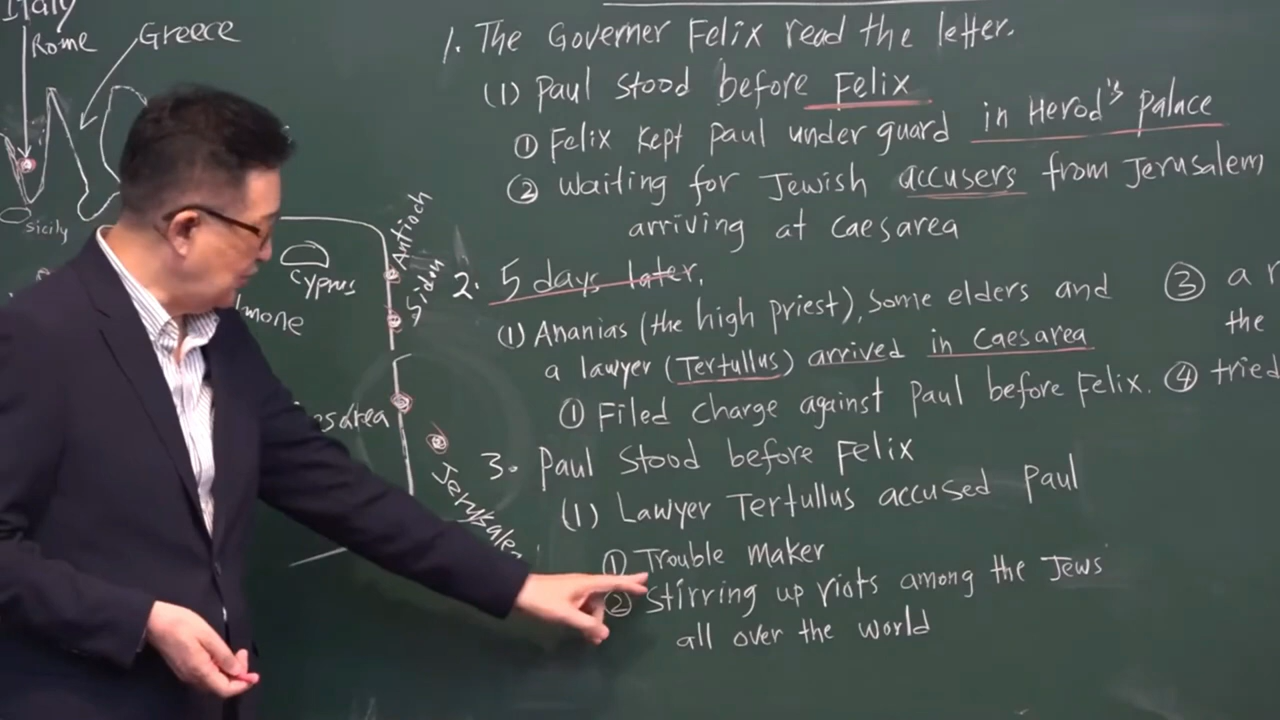 Italy
Rome
Greece
Sicily
Cyprus
Antioch
Sidon
Jerusalem
1. The Governer Felix read the letter.
(1) Paul stood before Felix
① Felix kept Paul under guard in Herod's palace
② waiting for Jewish accusers from Jerusalem
arriving at Caesarea
2. 5 days later,
(1) Ananias (the high priest), some elders and
a lawyer (Tertullus) arrived in Caesarea
① Filed charge against Paul before Felix.
3. Paul stood before Felix
(1) Lawyer Tertullus accused Paul
① Trouble maker
② Stirring up riots among the Jews
all over the world
③ a
the
④ tried